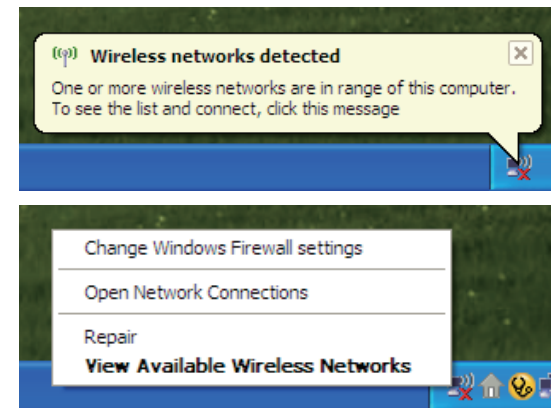 Wireless networks detected
One or more wireless networks are in range of this computer.
To see the list and connect, click this message
Change Windows Firewall settings
Open Network Connections
Repair
View Available Wireless Networks